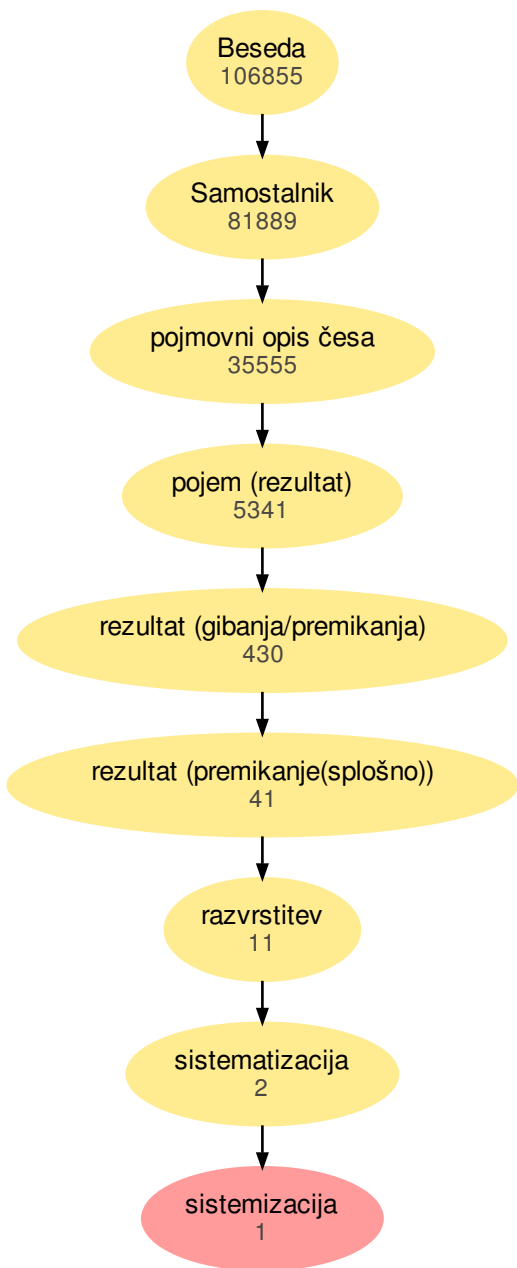 Beseda
106855
Samostalnik
81889
pojmovni opis česa
35555
pojem (rezultat)
5341
rezultat (gibanja/premikanja)
430
rezultat (premikanje(splošno))
41
razvrstitev
11
sistematizacija
2
sistemizacija
1